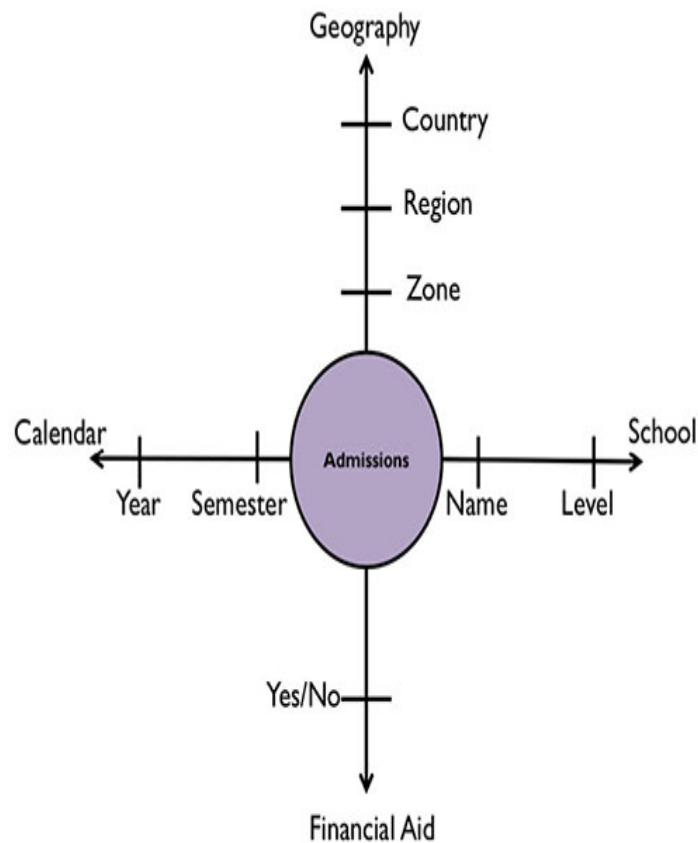 Geography
Country
Region
Zone
Calendar
School
Admissions
Year
Semester
Name
Level
Yes/No
Financial Aid